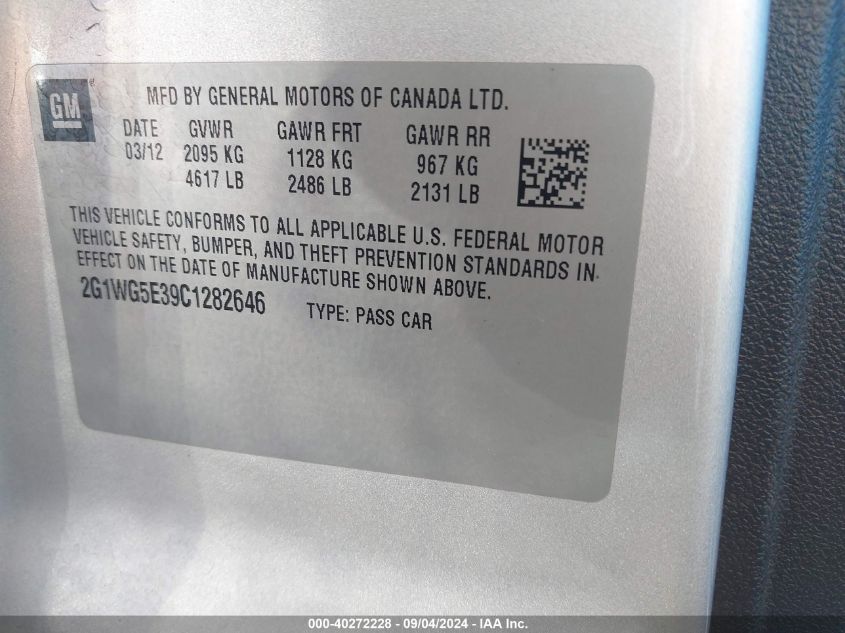 GM
MFD BY GENERAL MOTORS OF CANADA LTD.
DATE GVWR GAWR FRT GAWR RR
03/12 2095 KG 1128 KG 967 KG
4617 LB 2486 LB 2131 LB
THIS VEHICLE CONFORMS TO ALL APPLICABLE U.S. FEDERAL MOTOR
VEHICLE SAFETY, BUMPER, AND THEFT PREVENTION STANDARDS IN
EFFECT ON THE DATE OF MANUFACTURE SHOWN ABOVE.
2G1WG5E39C1282646 TYPE: PASS CAR
000-40272228 - 09/04/2024 - IAA Inc.